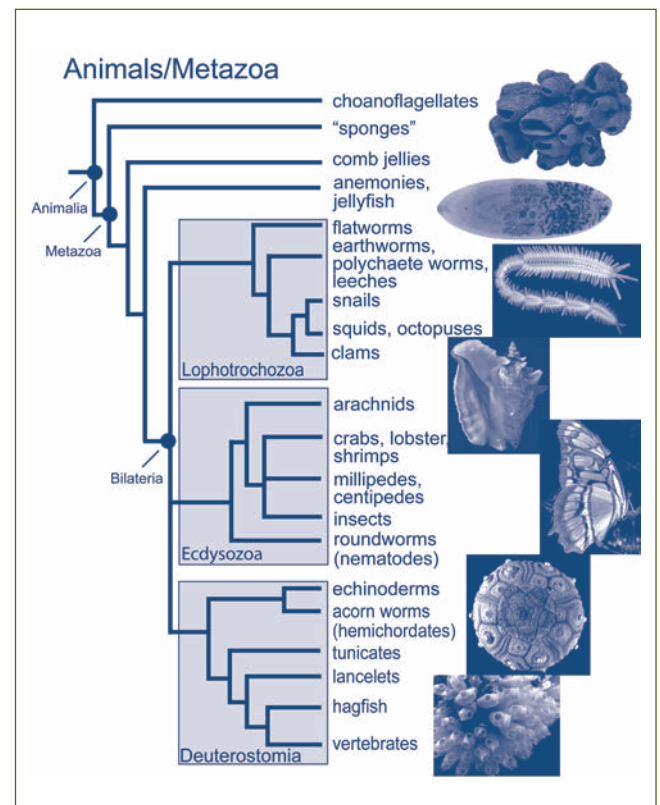 Animals/Metazoa
choanoflagellates
“sponges”
comb jellies
anemonies,
jellyfish
Animalia
Metazoa
flatworms
earthworms,
polychaete worms,
leeches
snails
squids, octopuses
clams
Lophotrochozoa
arachnids
crabs, lobster,
shrimps
millipedes,
centipedes
insects
roundworms
(nematodes)
Bilateria
Ecdysozoa
echinoderms
acorn worms
(hemichordates)
tunicates
lancelets
hagfish
vertebrates
Deuterostomia